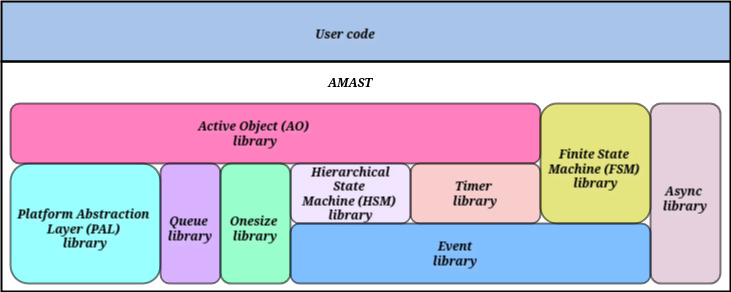 User code
AMAST
Active Object (AO)
library
Finite State
Machine (FSM)
library
Async
library
Platform Abstraction
Layer (PAL)
library
Queue
library
Onesize
library
Hierarchical
State
Machine (HSM)
library
Timer
library
Event
library